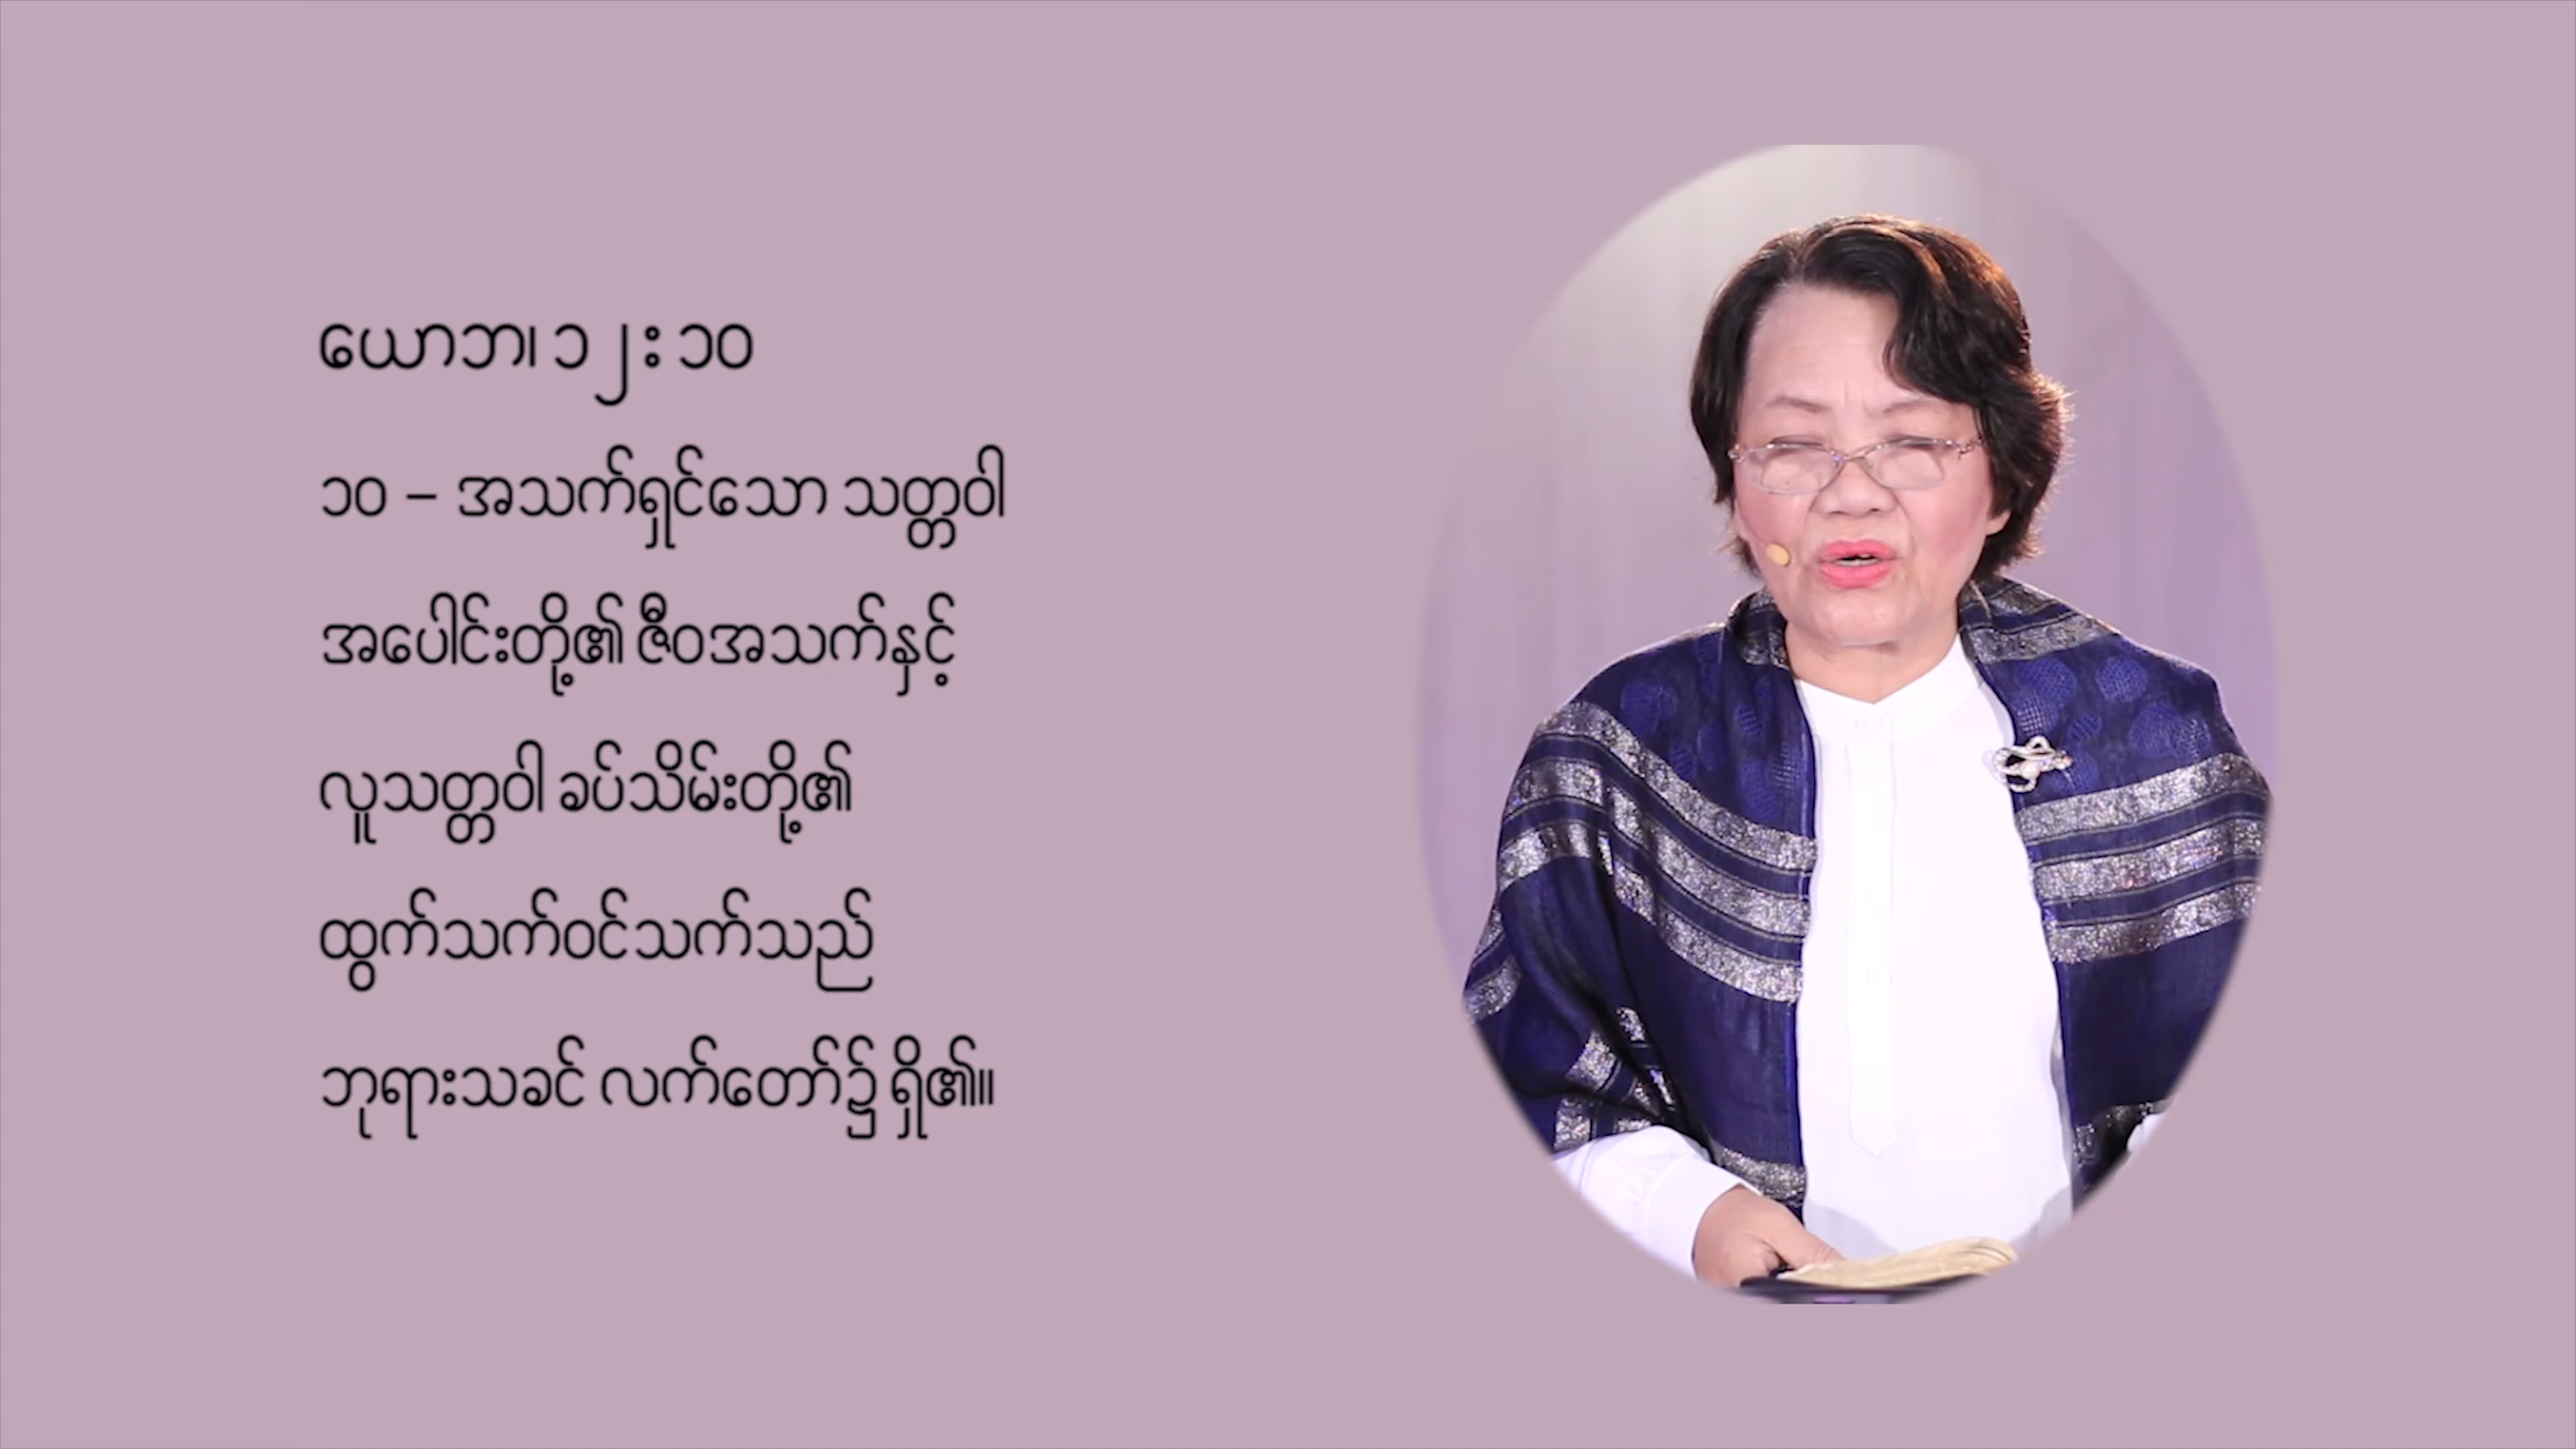 ယောဘ၊ ၁၂ : ၁၀
၁၀ – အသက်ရှင်သော သတ္တဝါ
အပေါင်းတို့၏ ဇီဝအသက်နှင့်
လူသတ္တဝါ ခပ်သိမ်းတို့၏
ထွက်သက်ဝင်သက်သည်
ဘုရားသခင် လက်တော်၌ ရှိ၏။